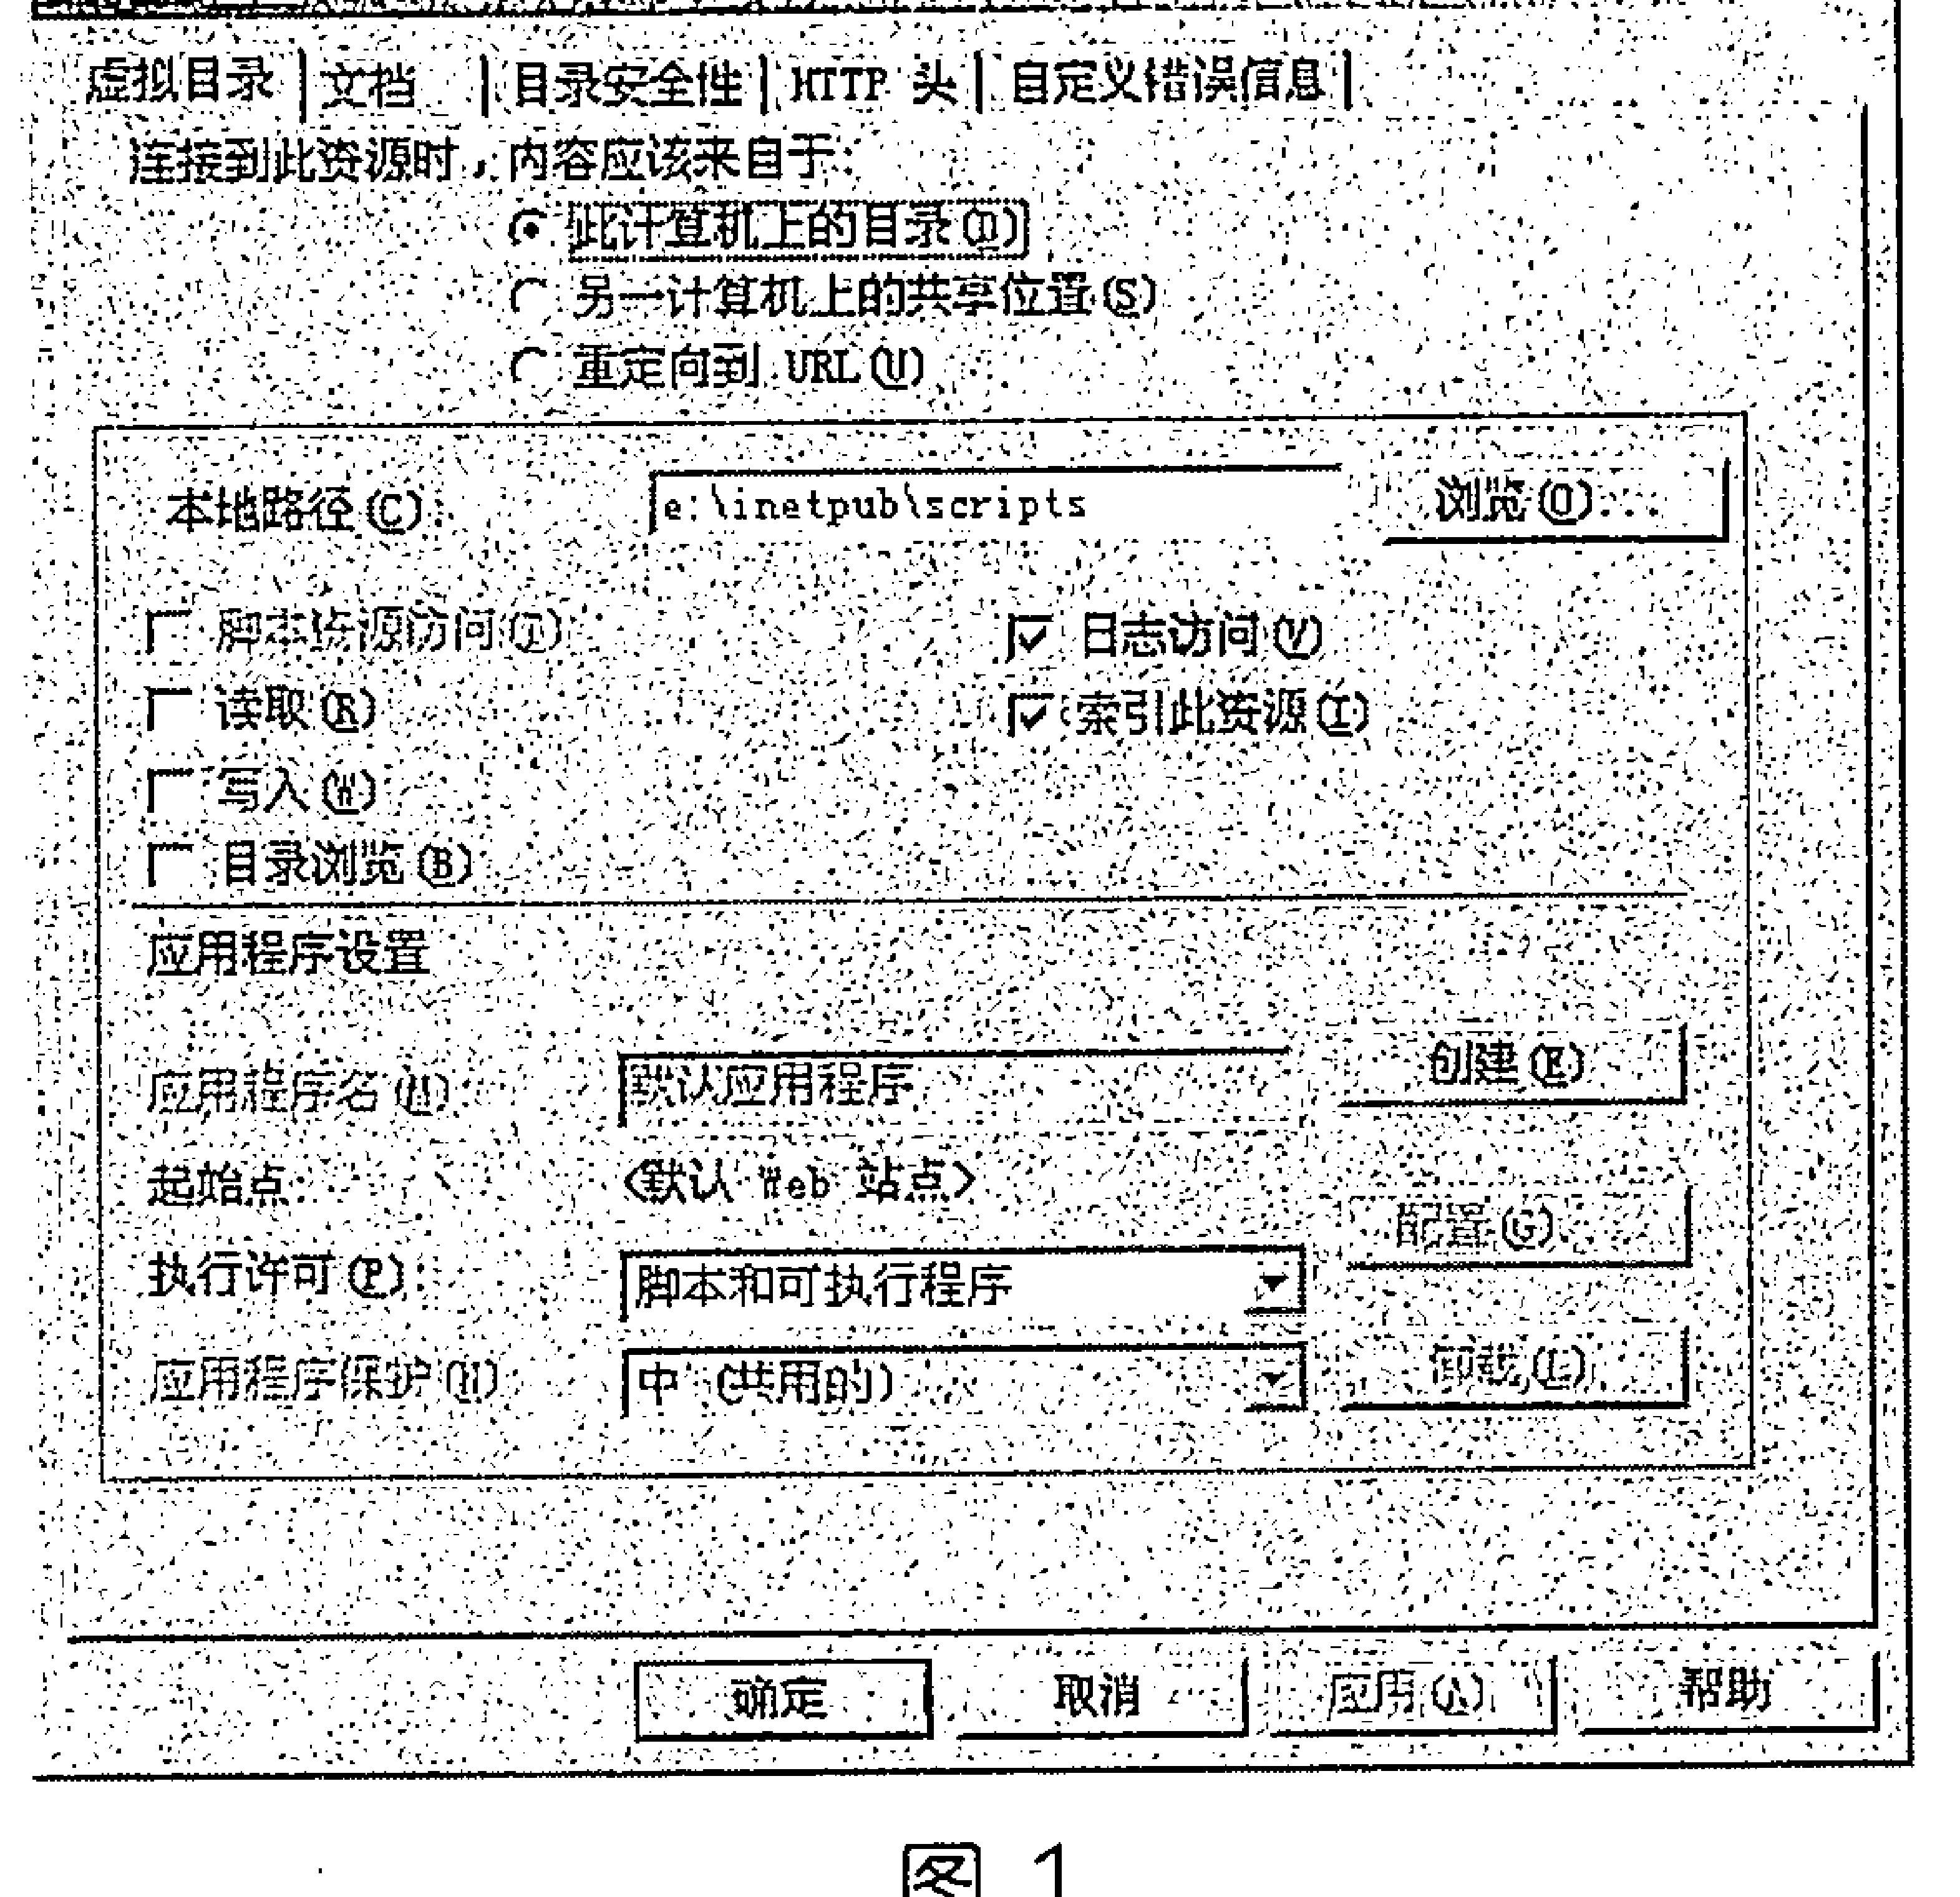 虚拟目录 文档 目录安全性 HTTP 头 自定义错误信息
连接到此资源时，内容应该来自于:
此计算机上的目录(D)
另一计算机上的共享位置(S)
重定向到 URL(U)
本地路径(C): e:\inetpub\scripts 浏览(O)...
脚本资源访问(T) 日志访问(V)
读取(R) 索引此资源(I)
写入(W)
目录浏览(B)
应用程序设置
应用程序名(M) 默认应用程序 创建(E)
起始点: <默认 Web 站点>
配置(G)
执行许可(P): 脚本和可执行程序
应用程序保护(N) 中 (共用的) 卸载(L)
确定 取消 应用(A) 帮助
图 1